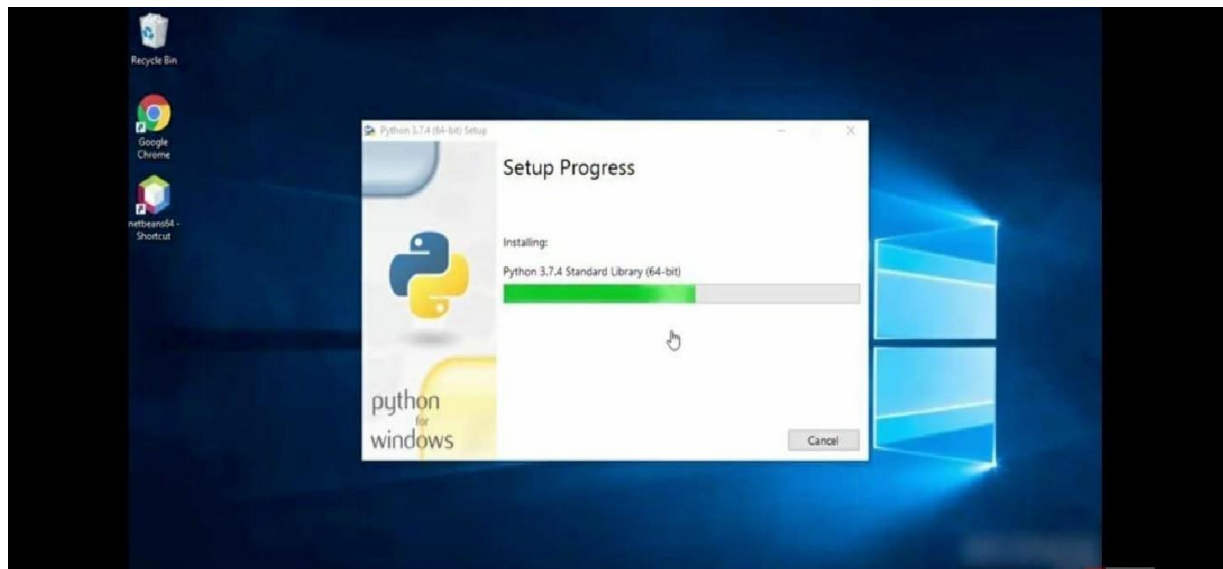 Recycle Bin
Google
Chrome
netbeans64 -
Shortcut
Python 3.7.4 (64-bit) Setup
Setup Progress
Installing:
Python 3.7.4 Standard Library (64-bit)
python
for
windows
Cancel